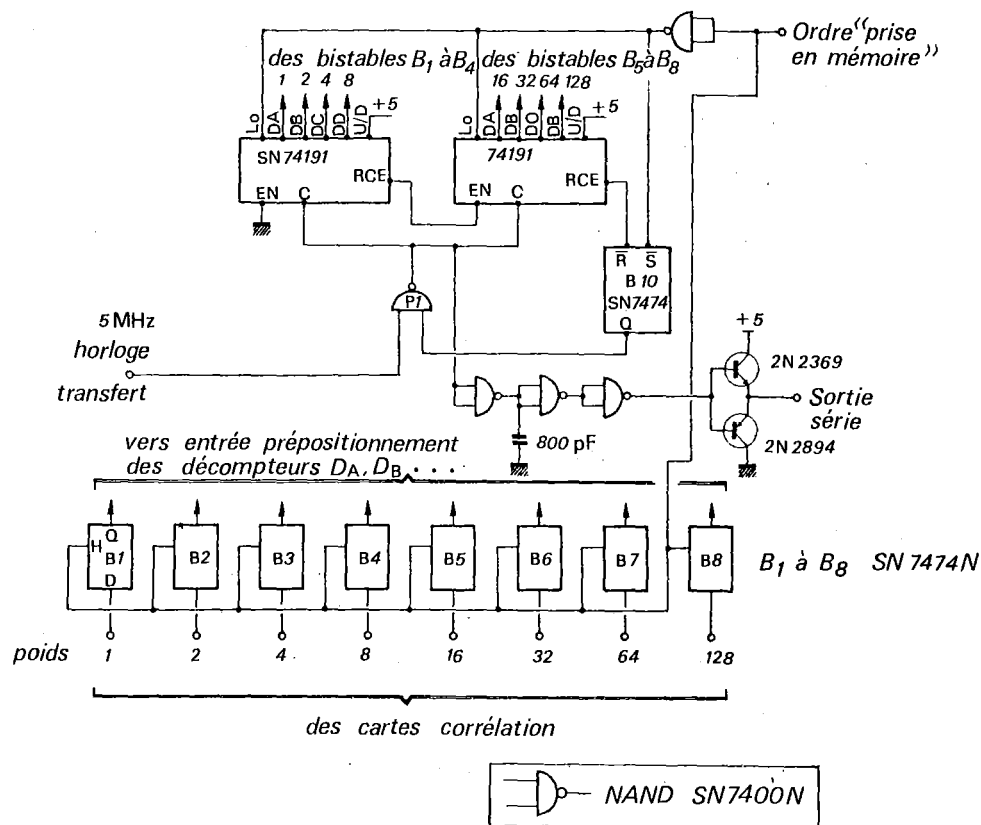 Ordre "prise
en mémoire"
des bistables B1 à B4 des bistables B5 à B8
1 2 4 8 16 32 64 128
+5 +5
Lo DA DB DC DD U/D Lo DA DB DO DB U/D
SN 74191 74191
RCE RCE
EN C EN C
R̅ S̅
B 10
SN7474
Q
P1
5 MHz
horloge
transfert
+5
2N 2369
Sortie
série
2N 2894
800 pF
vers entrée prépositionnement
des décompteurs DA, DB . . .
Q
H B1 B2 B3 B4 B5 B6 B7 B8
D
B1 à B8 SN 7474N
poids 1 2 4 8 16 32 64 128
des cartes corrélation
NAND SN7400N